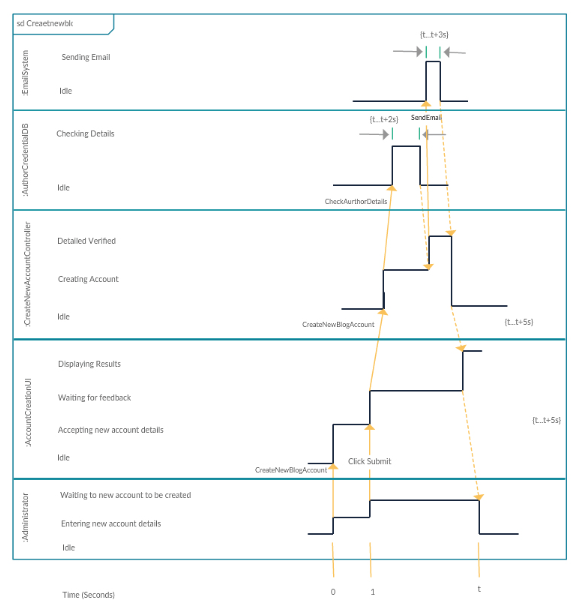 sd Creaetnewblc
{t...t+3s}
:EmailSystem
Sending Email
Idle
SendEmail
{t...t+2s}
:AuthorCredentialDB
Checking Details
Idle
CheckAurthorDetails
:CreateNewAccountController
Detailed Verified
Creating Account
Idle
CreateNewBlogAccount
{t...t+5s}
:AccountCreationUI
Displaying Results
Waiting for feedback
{t...t+5s}
Accepting new account details
Idle
Click Submit
CreateNewBlogAccount
:Administrator
Waiting to new account to be created
Entering new account details
Idle
Time (Seconds)
0
1
t